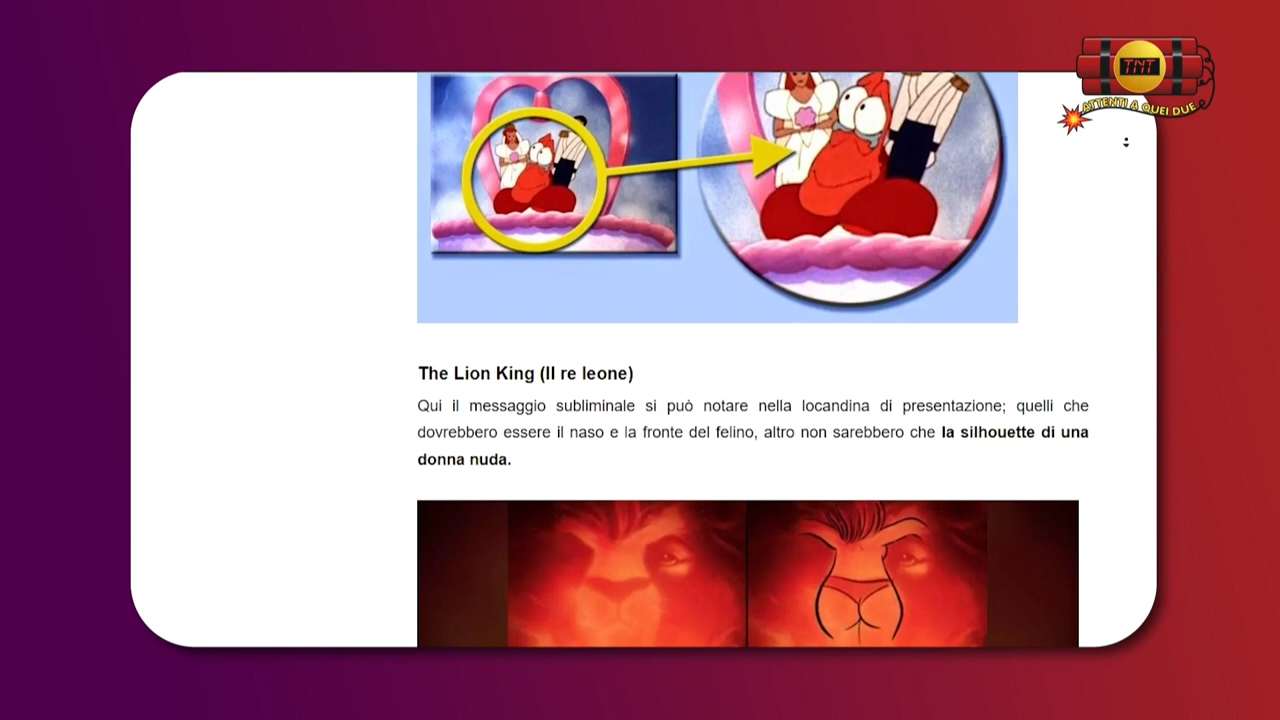 TNT
ATTENTI A QUEI DUE
The Lion King (Il re leone)
Qui il messaggio subliminale si può notare nella locandina di presentazione; quelli che
dovrebbero essere il naso e la fronte del felino, altro non sarebbero che la silhouette di una
donna nuda.